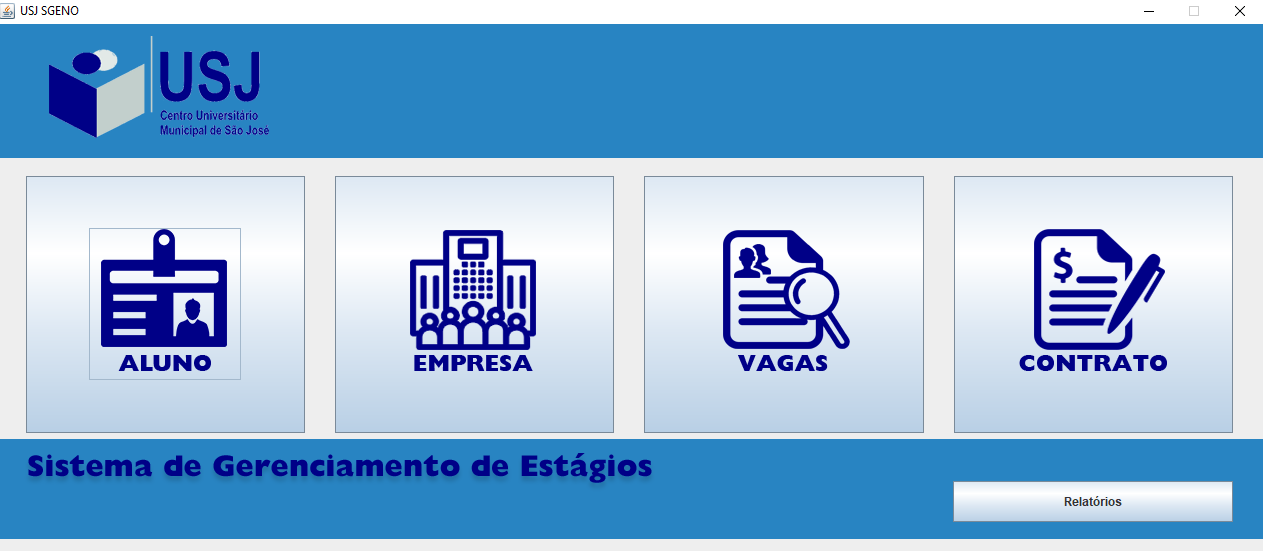 USJ SGENO
USJ
Centro Universitário
Municipal de São José
ALUNO
EMPRESA
VAGAS
$
CONTRATO
Sistema de Gerenciamento de Estágios
Relatórios